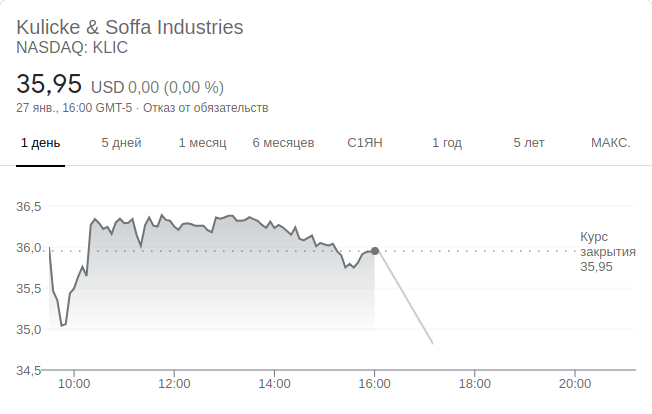 Kulicke & Soffa Industries
NASDAQ: KLIC
35,95 USD 0,00 (0,00 %)
27 янв., 16:00 GMT-5 · Отказ от обязательств
1 день 5 дней 1 месяц 6 месяцев С1ЯН 1 год 5 лет МАКС.
36,5
Курс
36,0 закрытия
35,95
35,5
35,0
34,5
10:00 12:00 14:00 16:00 18:00 20:00